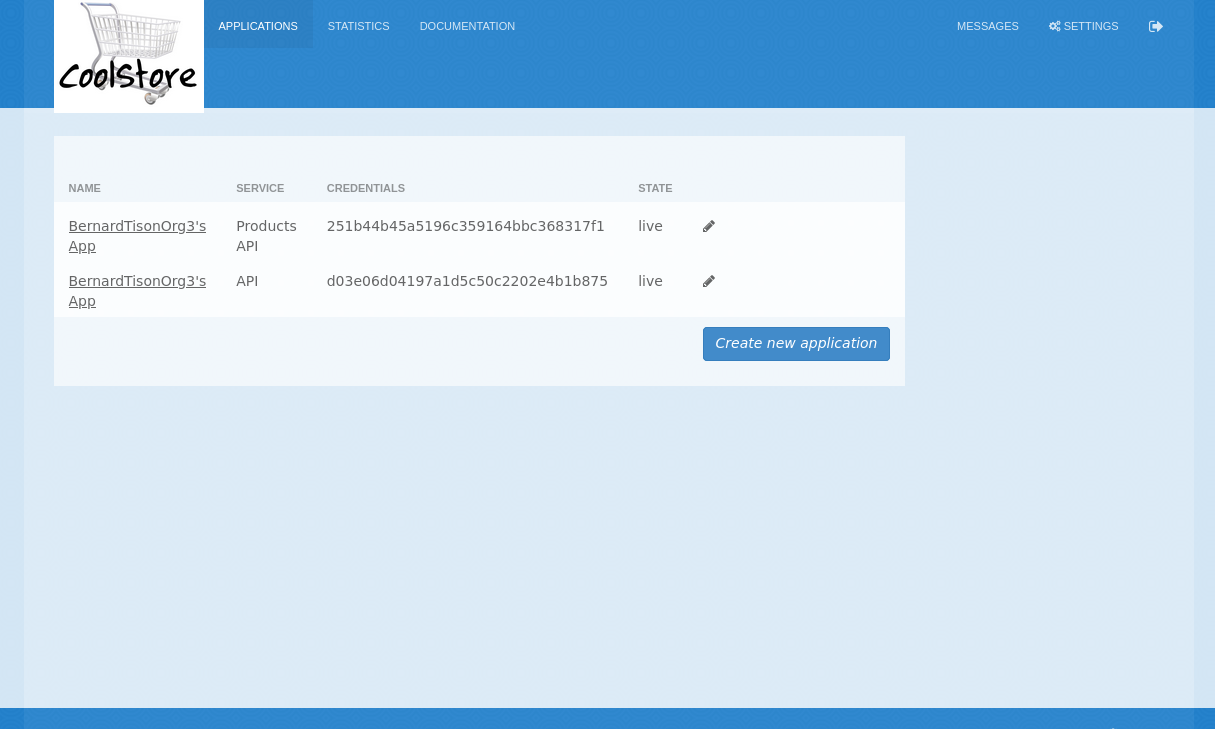 CoolStore
APPLICATIONS STATISTICS DOCUMENTATION MESSAGES SETTINGS
NAME SERVICE CREDENTIALS STATE
BernardTisonOrg3's Products 251b44b45a5196c359164bbc368317f1 live
App API
BernardTisonOrg3's API d03e06d04197a1d5c50c2202e4b1b875 live
App
Create new application